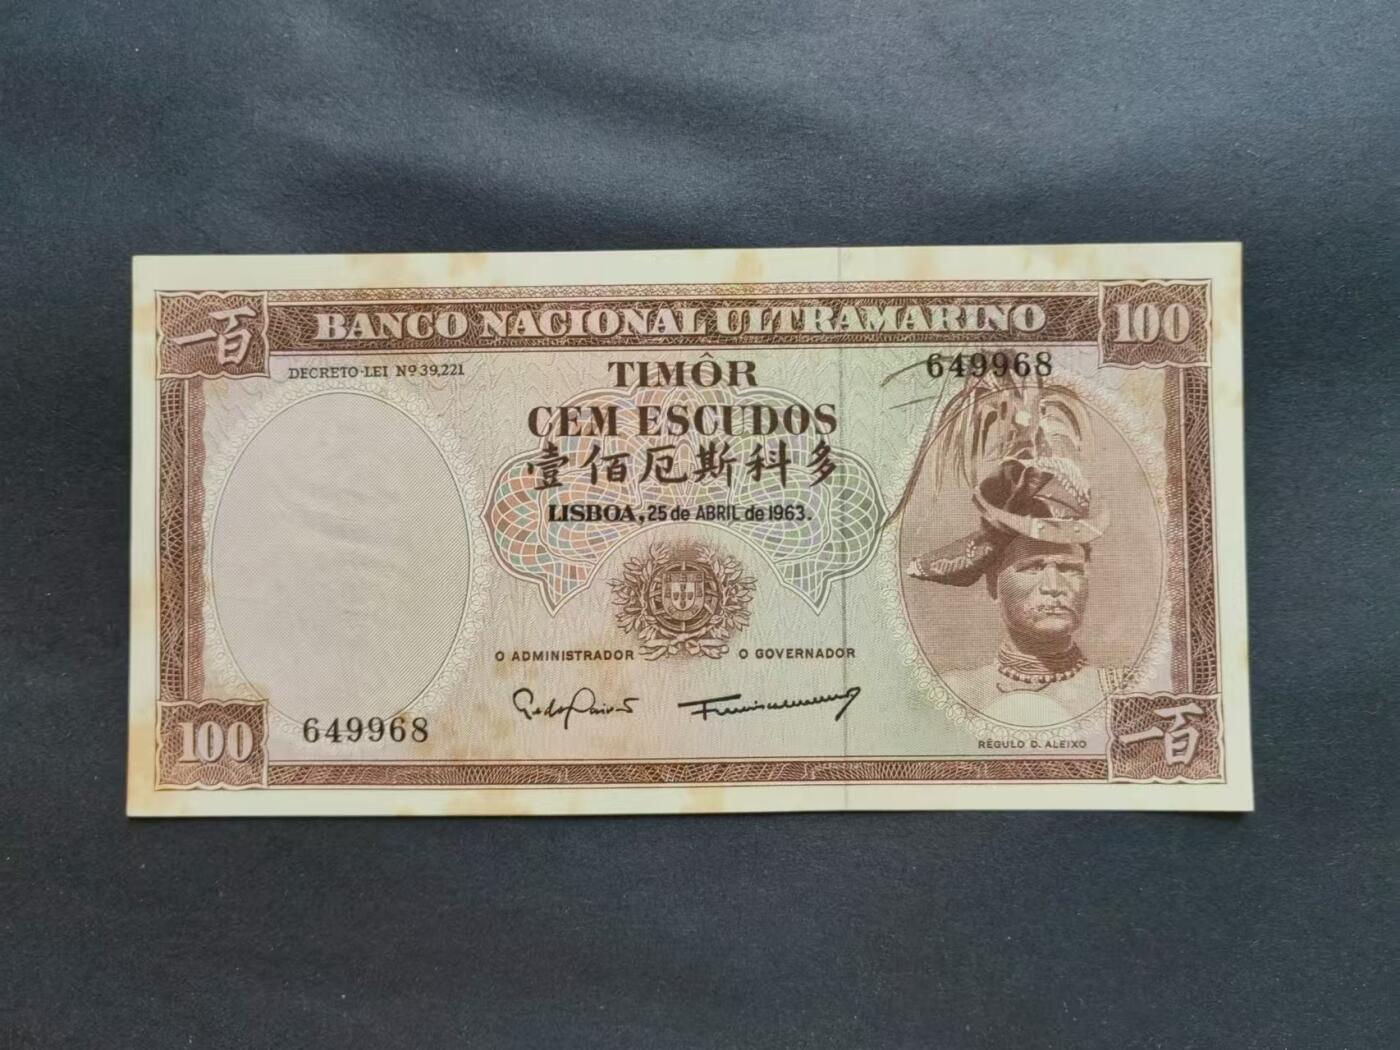 一百
BANCO NACIONAL ULTRAMARINO
100
DECRETO-LEI Nº 39,221
TIMÔR
649968
CEM ESCUDOS
壹佰厄斯科多
LISBOA, 25 de ABRIL de 1963.
O ADMINISTRADOR
O GOVERNADOR
100
649968
RÉGULO D. ALEIXO
一百